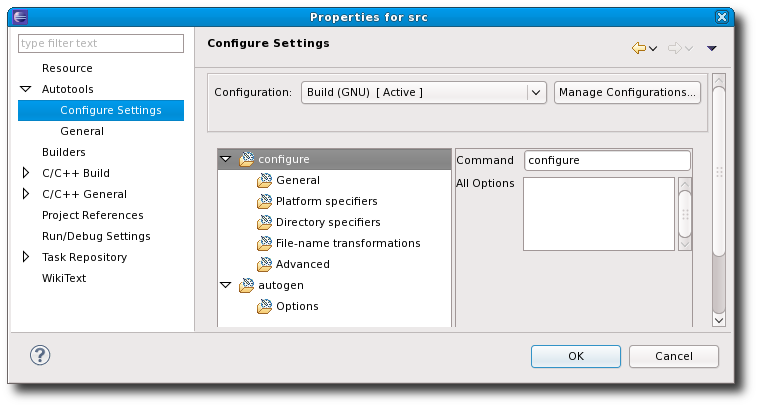 Properties for src
type filter text
Resource
Autotools
Configure Settings
General
Builders
C/C++ Build
C/C++ General
Project References
Run/Debug Settings
Task Repository
WikiText
Configure Settings
Configuration: Build (GNU) [ Active ] Manage Configurations...
configure
General
Platform specifiers
Directory specifiers
File-name transformations
Advanced
autogen
Options
Command configure
All Options
? OK Cancel